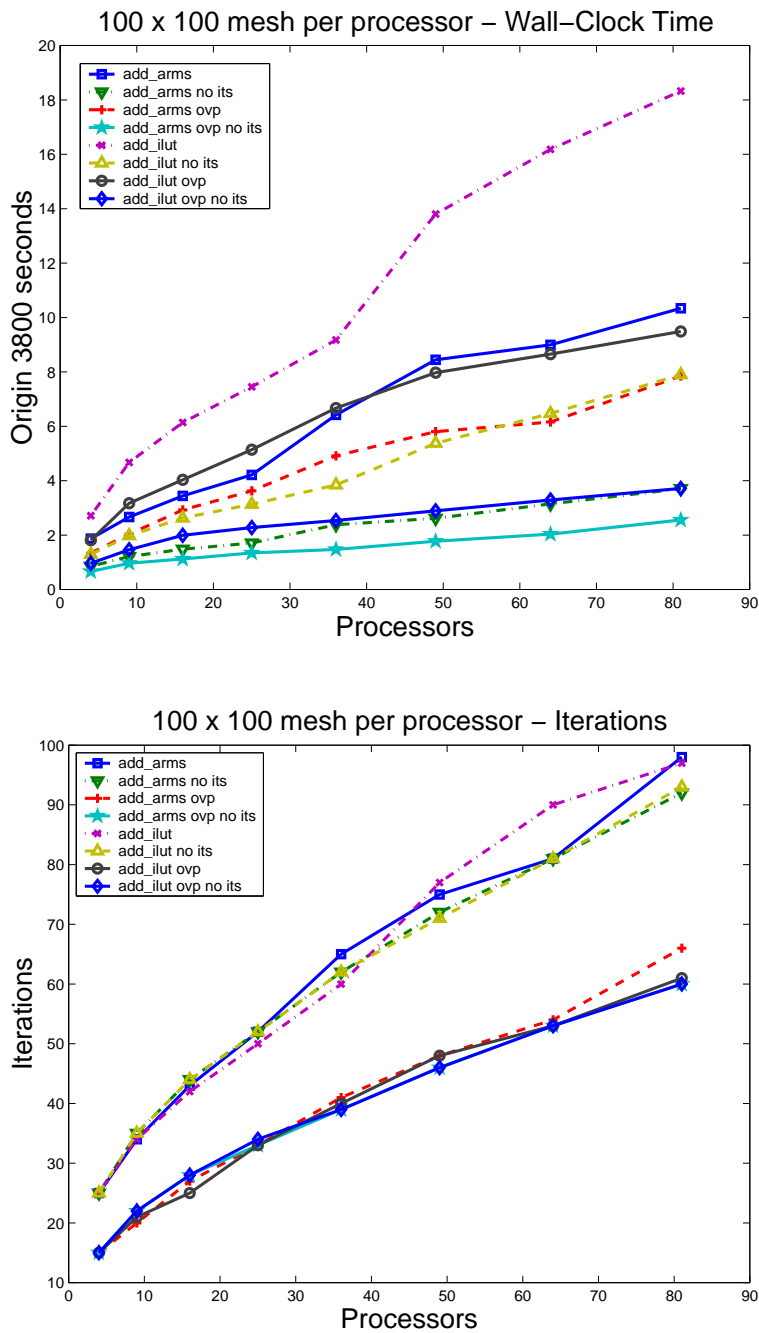 100 x 100 mesh per processor – Wall–Clock Time
20
18
16
14
12
10
8
6
4
2
0
Origin 3800 seconds
add_arms
add_arms no its
add_arms ovp
add_arms ovp no its
add_ilut
add_ilut no its
add_ilut ovp
add_ilut ovp no its
0 10 20 30 40 50 60 70 80 90
Processors
100 x 100 mesh per processor – Iterations
100
90
80
70
60
50
40
30
20
10
Iterations
add_arms
add_arms no its
add_arms ovp
add_arms ovp no its
add_ilut
add_ilut no its
add_ilut ovp
add_ilut ovp no its
0 10 20 30 40 50 60 70 80 90
Processors